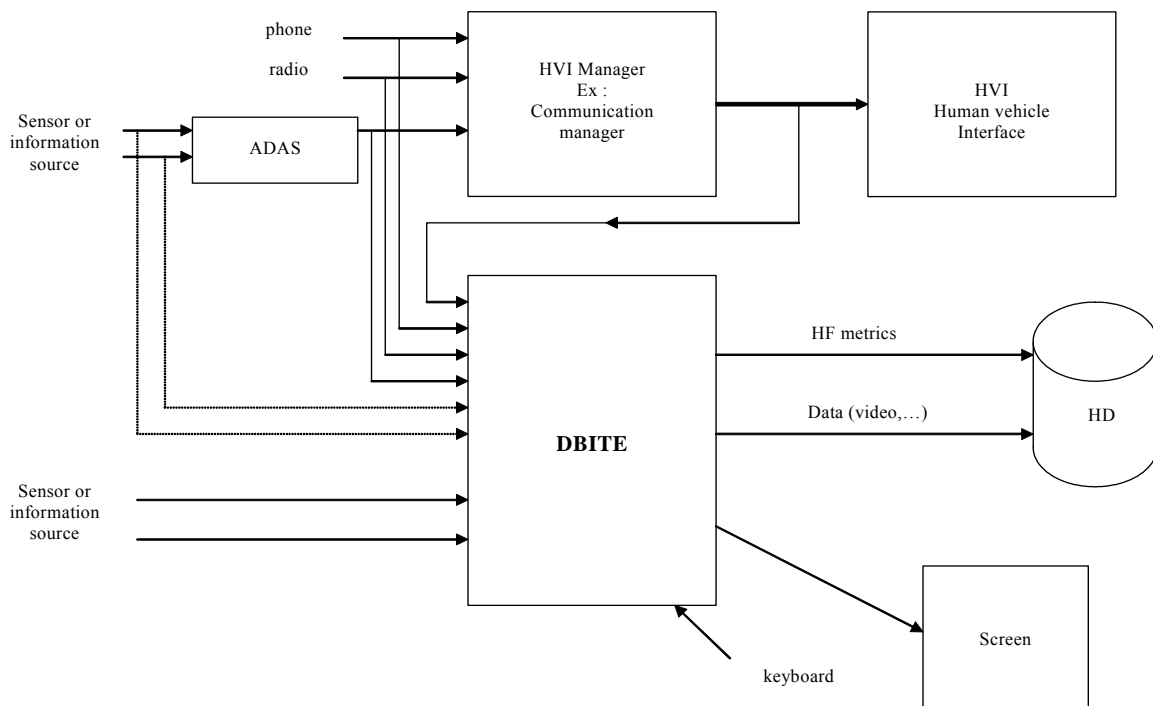 phone
radio
Sensor or
information
source
ADAS
HVI Manager
Ex :
Communication
manager
HVI
Human vehicle
Interface
HF metrics
Data (video,…)
HD
DBITE
Sensor or
information
source
Screen
keyboard